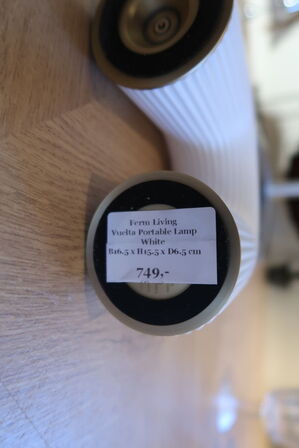 Ferm Living
Vuelta Portable Lamp
White
B16.5 x H15.5 x D6.5 cm
749,-